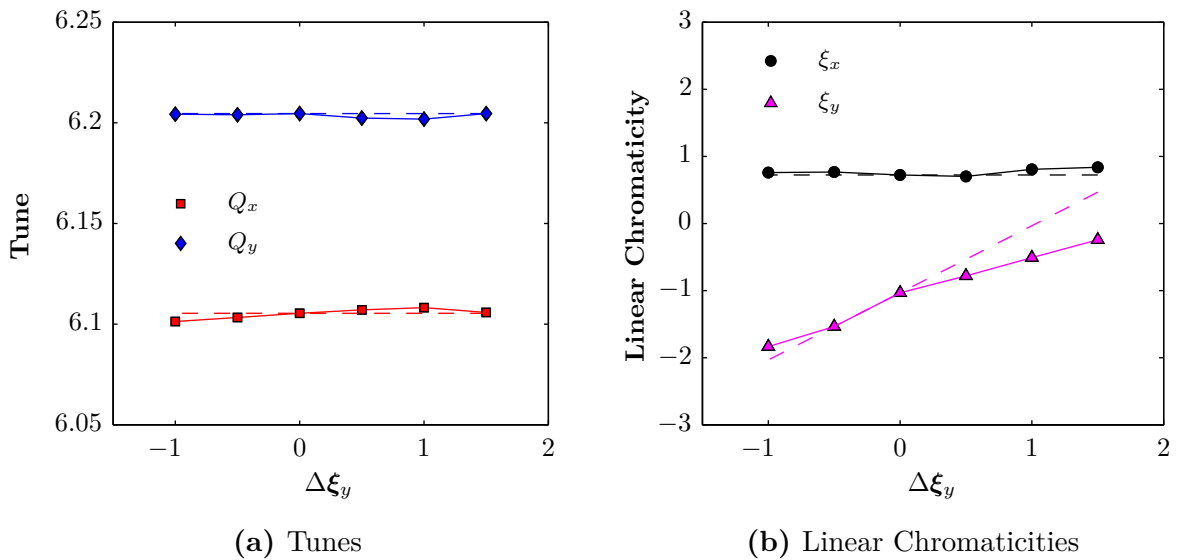 6.25
6.2
6.15
6.1
6.05
Tune
Q_x
Q_y
−1 0 1 2
Δξ_y
(a) Tunes
3
2
1
0
−1
−2
−3
Linear Chromaticity
ξ_x
ξ_y
−1 0 1 2
Δξ_y
(b) Linear Chromaticities